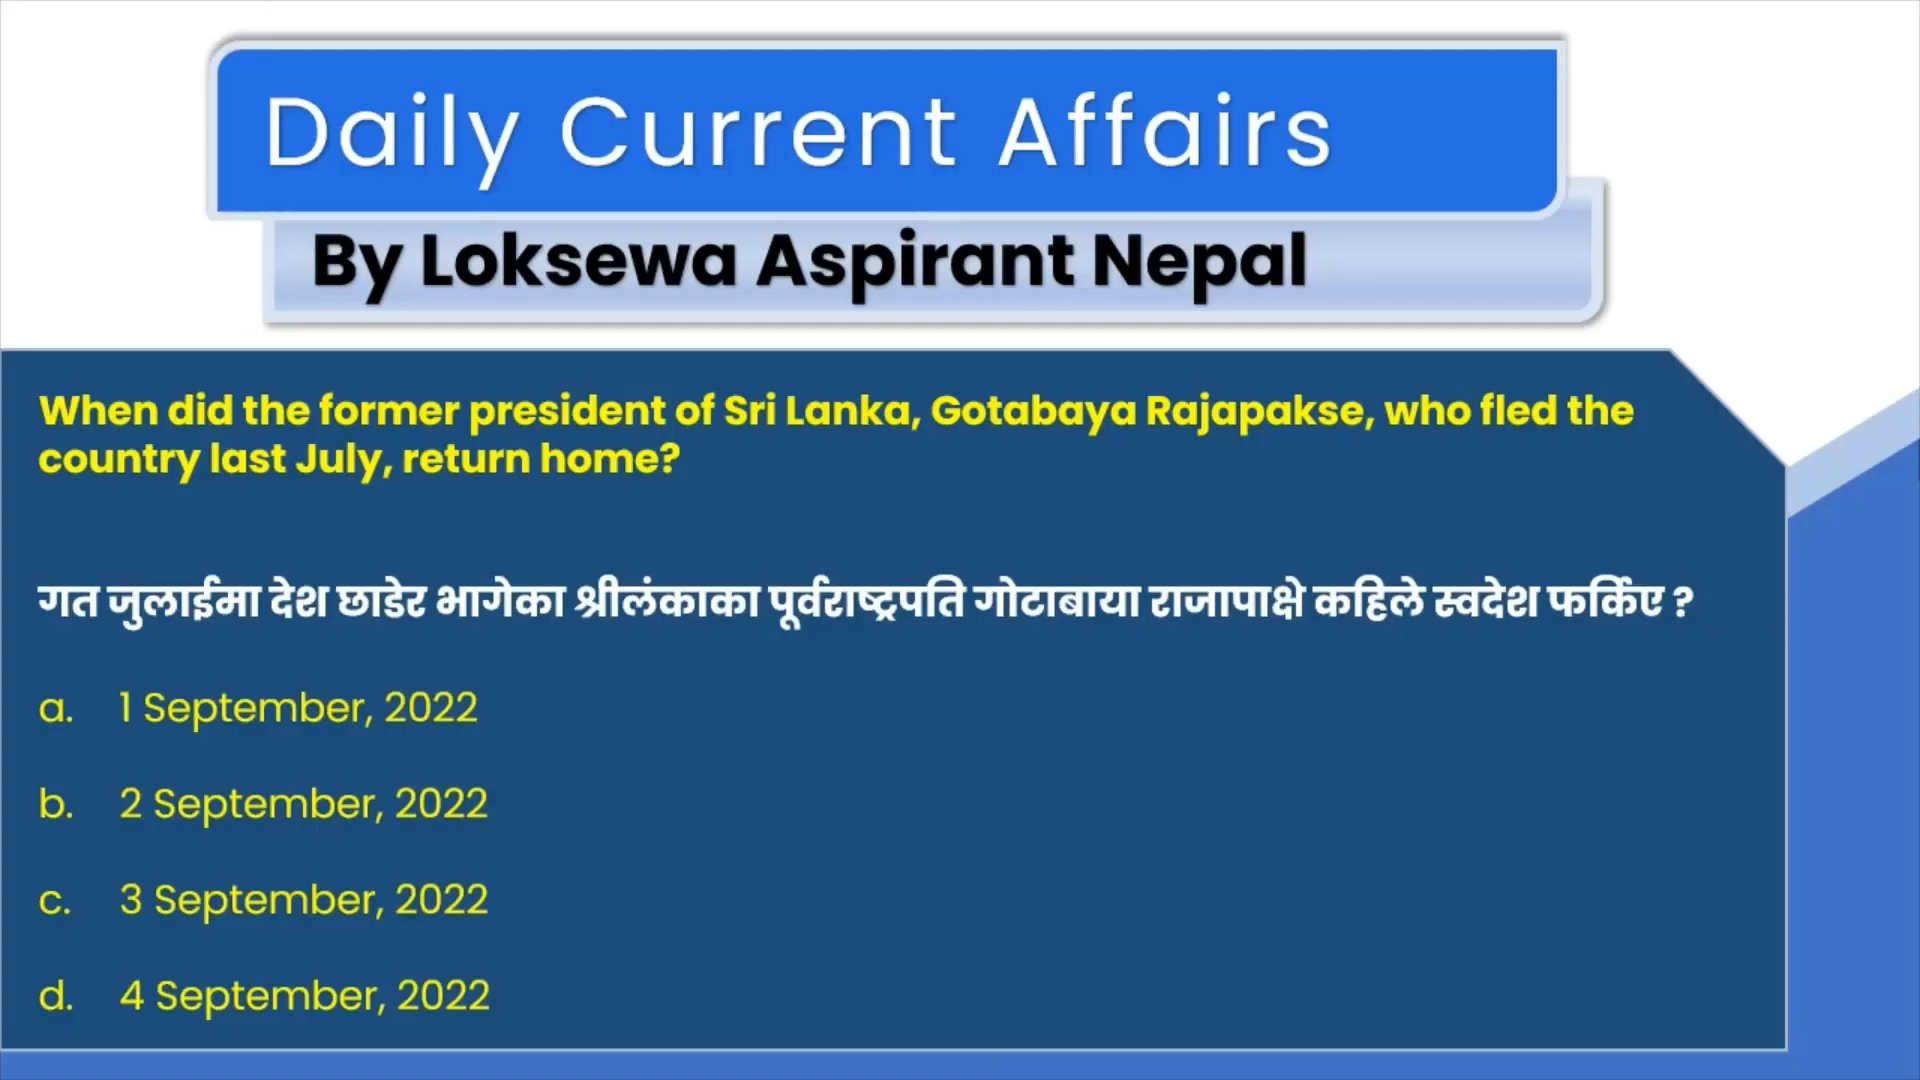 Daily Current Affairs
By Loksewa Aspirant Nepal
When did the former president of Sri Lanka, Gotabaya Rajapakse, who fled the
country last July, return home?
गत जुलाईमा देश छाडेर भागेका श्रीलंकाका पूर्वराष्ट्रपति गोटाबाया राजापाक्षे कहिले स्वदेश फर्किए ?
a. 1 September, 2022
b. 2 September, 2022
c. 3 September, 2022
d. 4 September, 2022